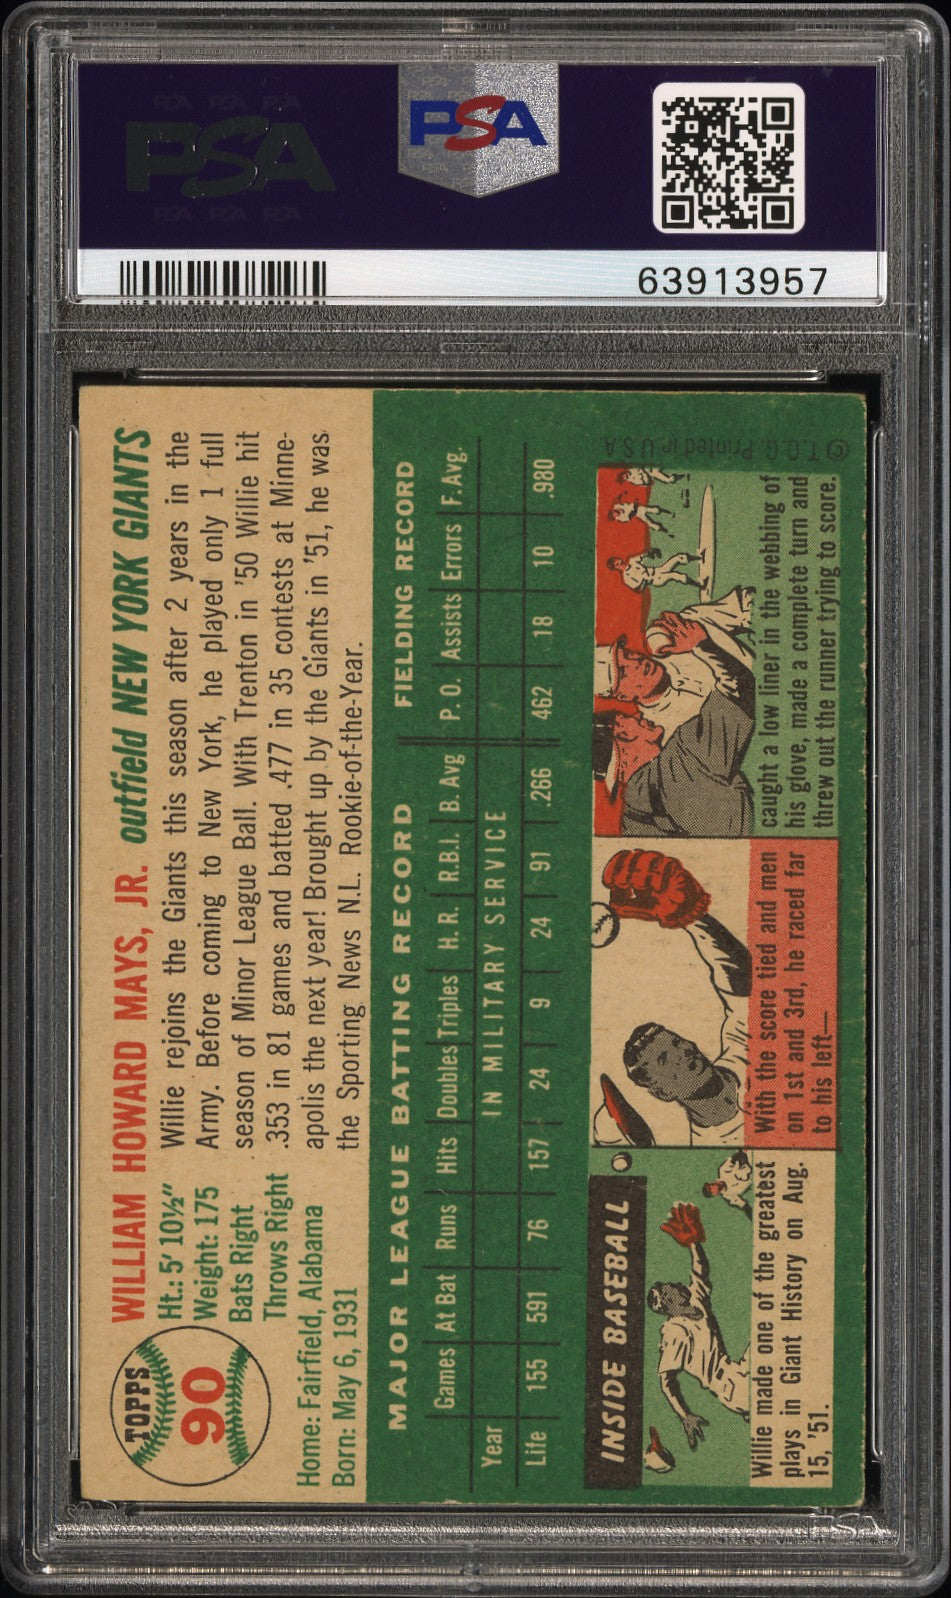 PSA
PSA
63913957
TOPPS
90
WILLIAM HOWARD MAYS, JR. outfield NEW YORK GIANTS
Ht.: 5' 10½"
Weight: 175
Bats Right
Throws Right
Home: Fairfield, Alabama
Born: May 6, 1931
Willie rejoins the Giants this season after 2 years in the
Army. Before coming to New York, he played only 1 full
season of Minor League Ball. With Trenton in '50 Willie hit
.353 in 81 games and batted .477 in 35 contests at Minne-
apolis the next year! Brought up by the Giants in '51, he was
the Sporting News N.L. Rookie-of-the-Year.
MAJOR LEAGUE BATTING RECORD FIELDING RECORD
Games At Bat Runs Hits Doubles Triples H. R. R.B.I. B. Avg P. O. Assists Errors F. Avg.
Year IN MILITARY SERVICE
Life 155 591 76 157 24 9 24 91 .266 462 18 10 .980
INSIDE BASEBALL
Willie made one of the greatest
plays in Giant History on Aug.
15, '51.
With the score tied and men
on 1st and 3rd, he raced far
to his left—
caught a low liner in the webbing of
his glove, made a complete turn and
threw out the runner trying to score.
© T. C. G. Printed in U S A